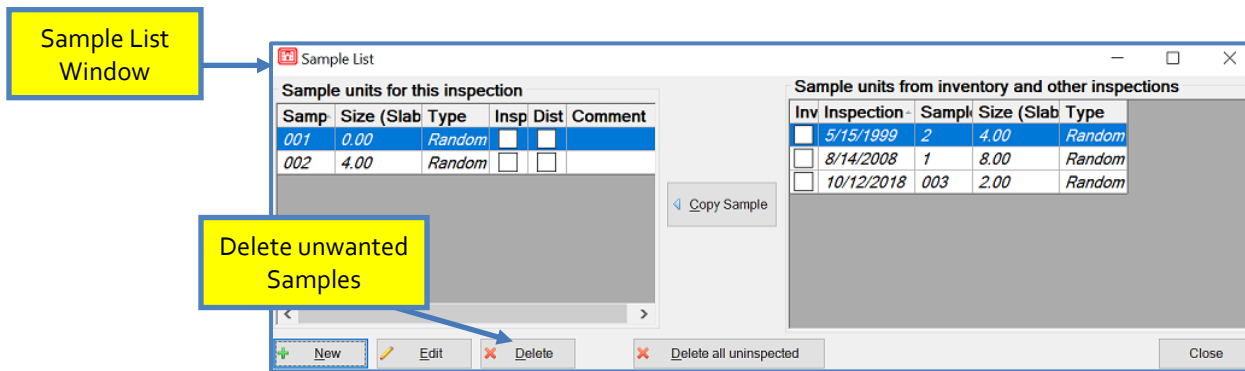 Sample List
Window
Sample List
Sample units for this inspection
Samp Size (Slab Type Insp Dist Comment
001 0.00 Random
002 4.00 Random
Copy Sample
Sample units from inventory and other inspections
Inv Inspection Sampl Size (Slab Type
5/15/1999 2 4.00 Random
8/14/2008 1 8.00 Random
10/12/2018 003 2.00 Random
Delete unwanted
Samples
New Edit Delete Delete all uninspected Close